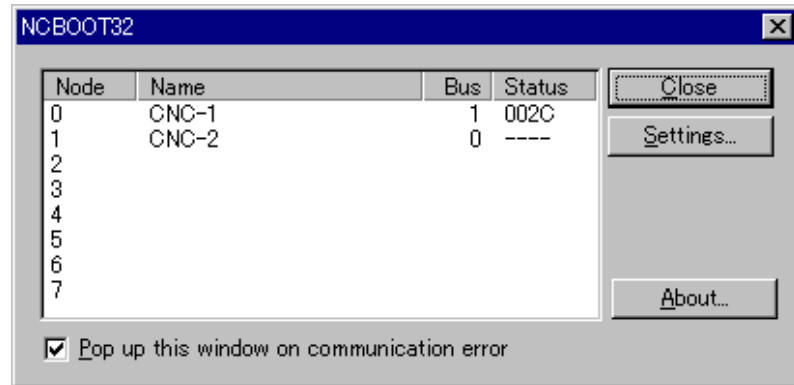 NCBOOT32
Node Name Bus Status
0 CNC-1 1 002C
1 CNC-2 0 ----
2
3
4
5
6
7
Close
Settings...
About...
Pop up this window on communication error